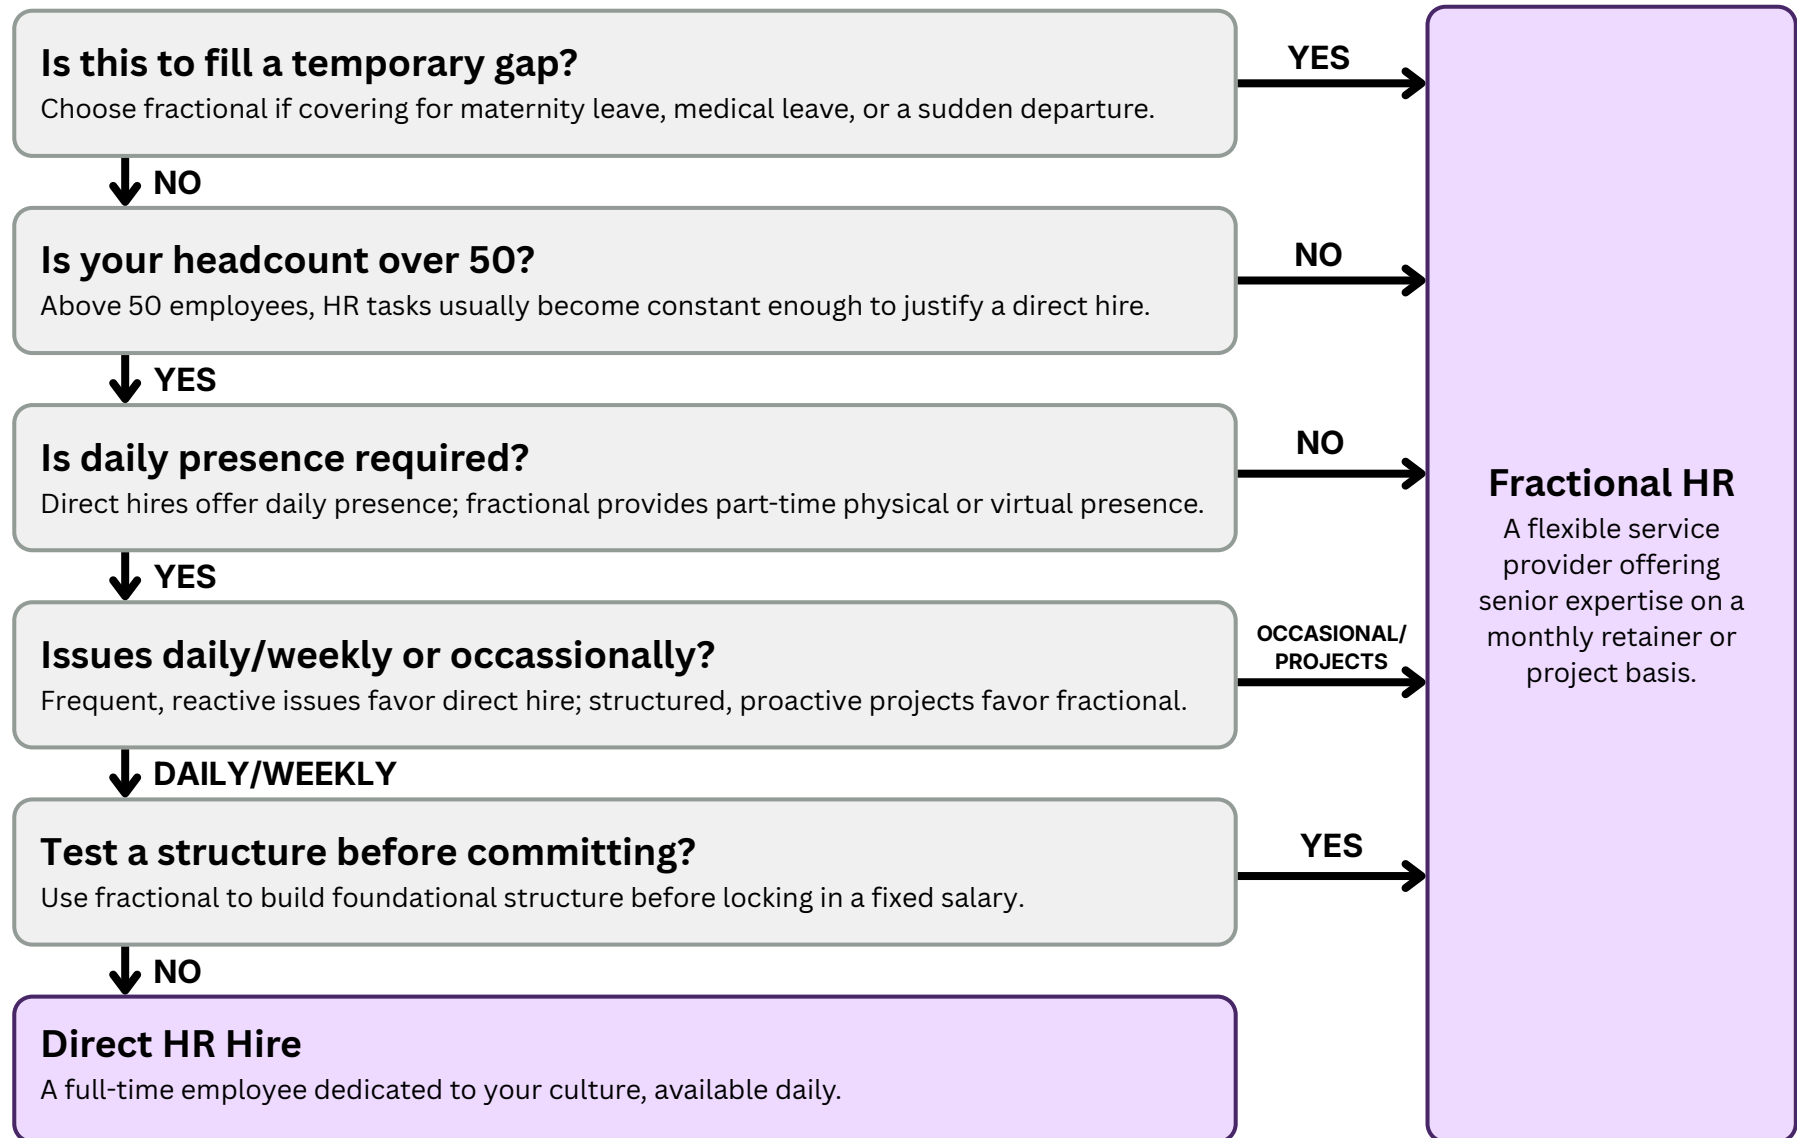 Is this to fill a temporary gap?
Choose fractional if covering for maternity leave, medical leave, or a sudden departure.
YES
NO
Is your headcount over 50?
Above 50 employees, HR tasks usually become constant enough to justify a direct hire.
NO
YES
Is daily presence required?
Direct hires offer daily presence; fractional provides part-time physical or virtual presence.
NO
YES
Issues daily/weekly or occassionally?
Frequent, reactive issues favor direct hire; structured, proactive projects favor fractional.
OCCASIONAL/
PROJECTS
DAILY/WEEKLY
Test a structure before committing?
Use fractional to build foundational structure before locking in a fixed salary.
YES
NO
Direct HR Hire
A full-time employee dedicated to your culture, available daily.
Fractional HR
A flexible service
provider offering
senior expertise on a
monthly retainer or
project basis.